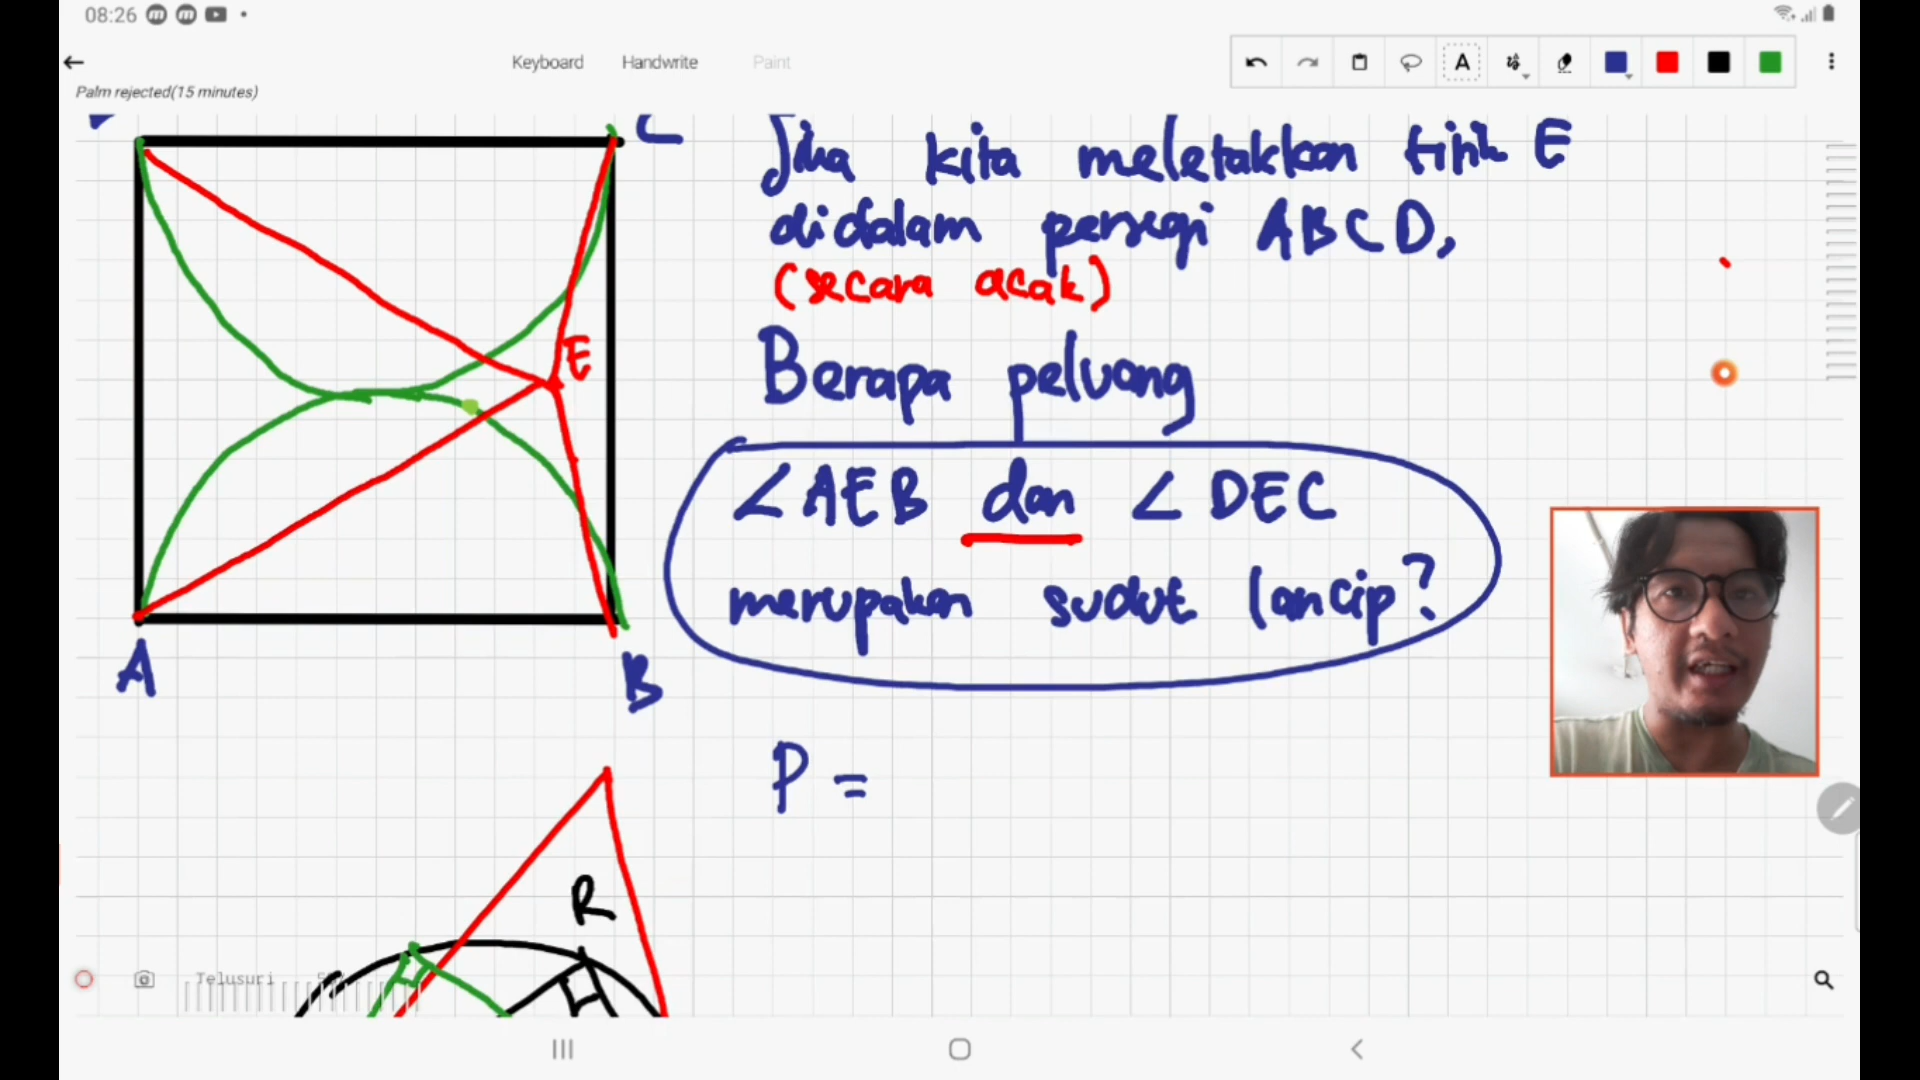 08:26
Keyboard Handwrite Paint
A
Palm rejected(15 minutes)
C
Jika kita meletakkan titik E
didalam persegi ABCD,
(secara acak)
E
Berapa peluang
∠AEB dan ∠DEC
merupakan sudut lancip?
A
B
P =
R
Telusuri